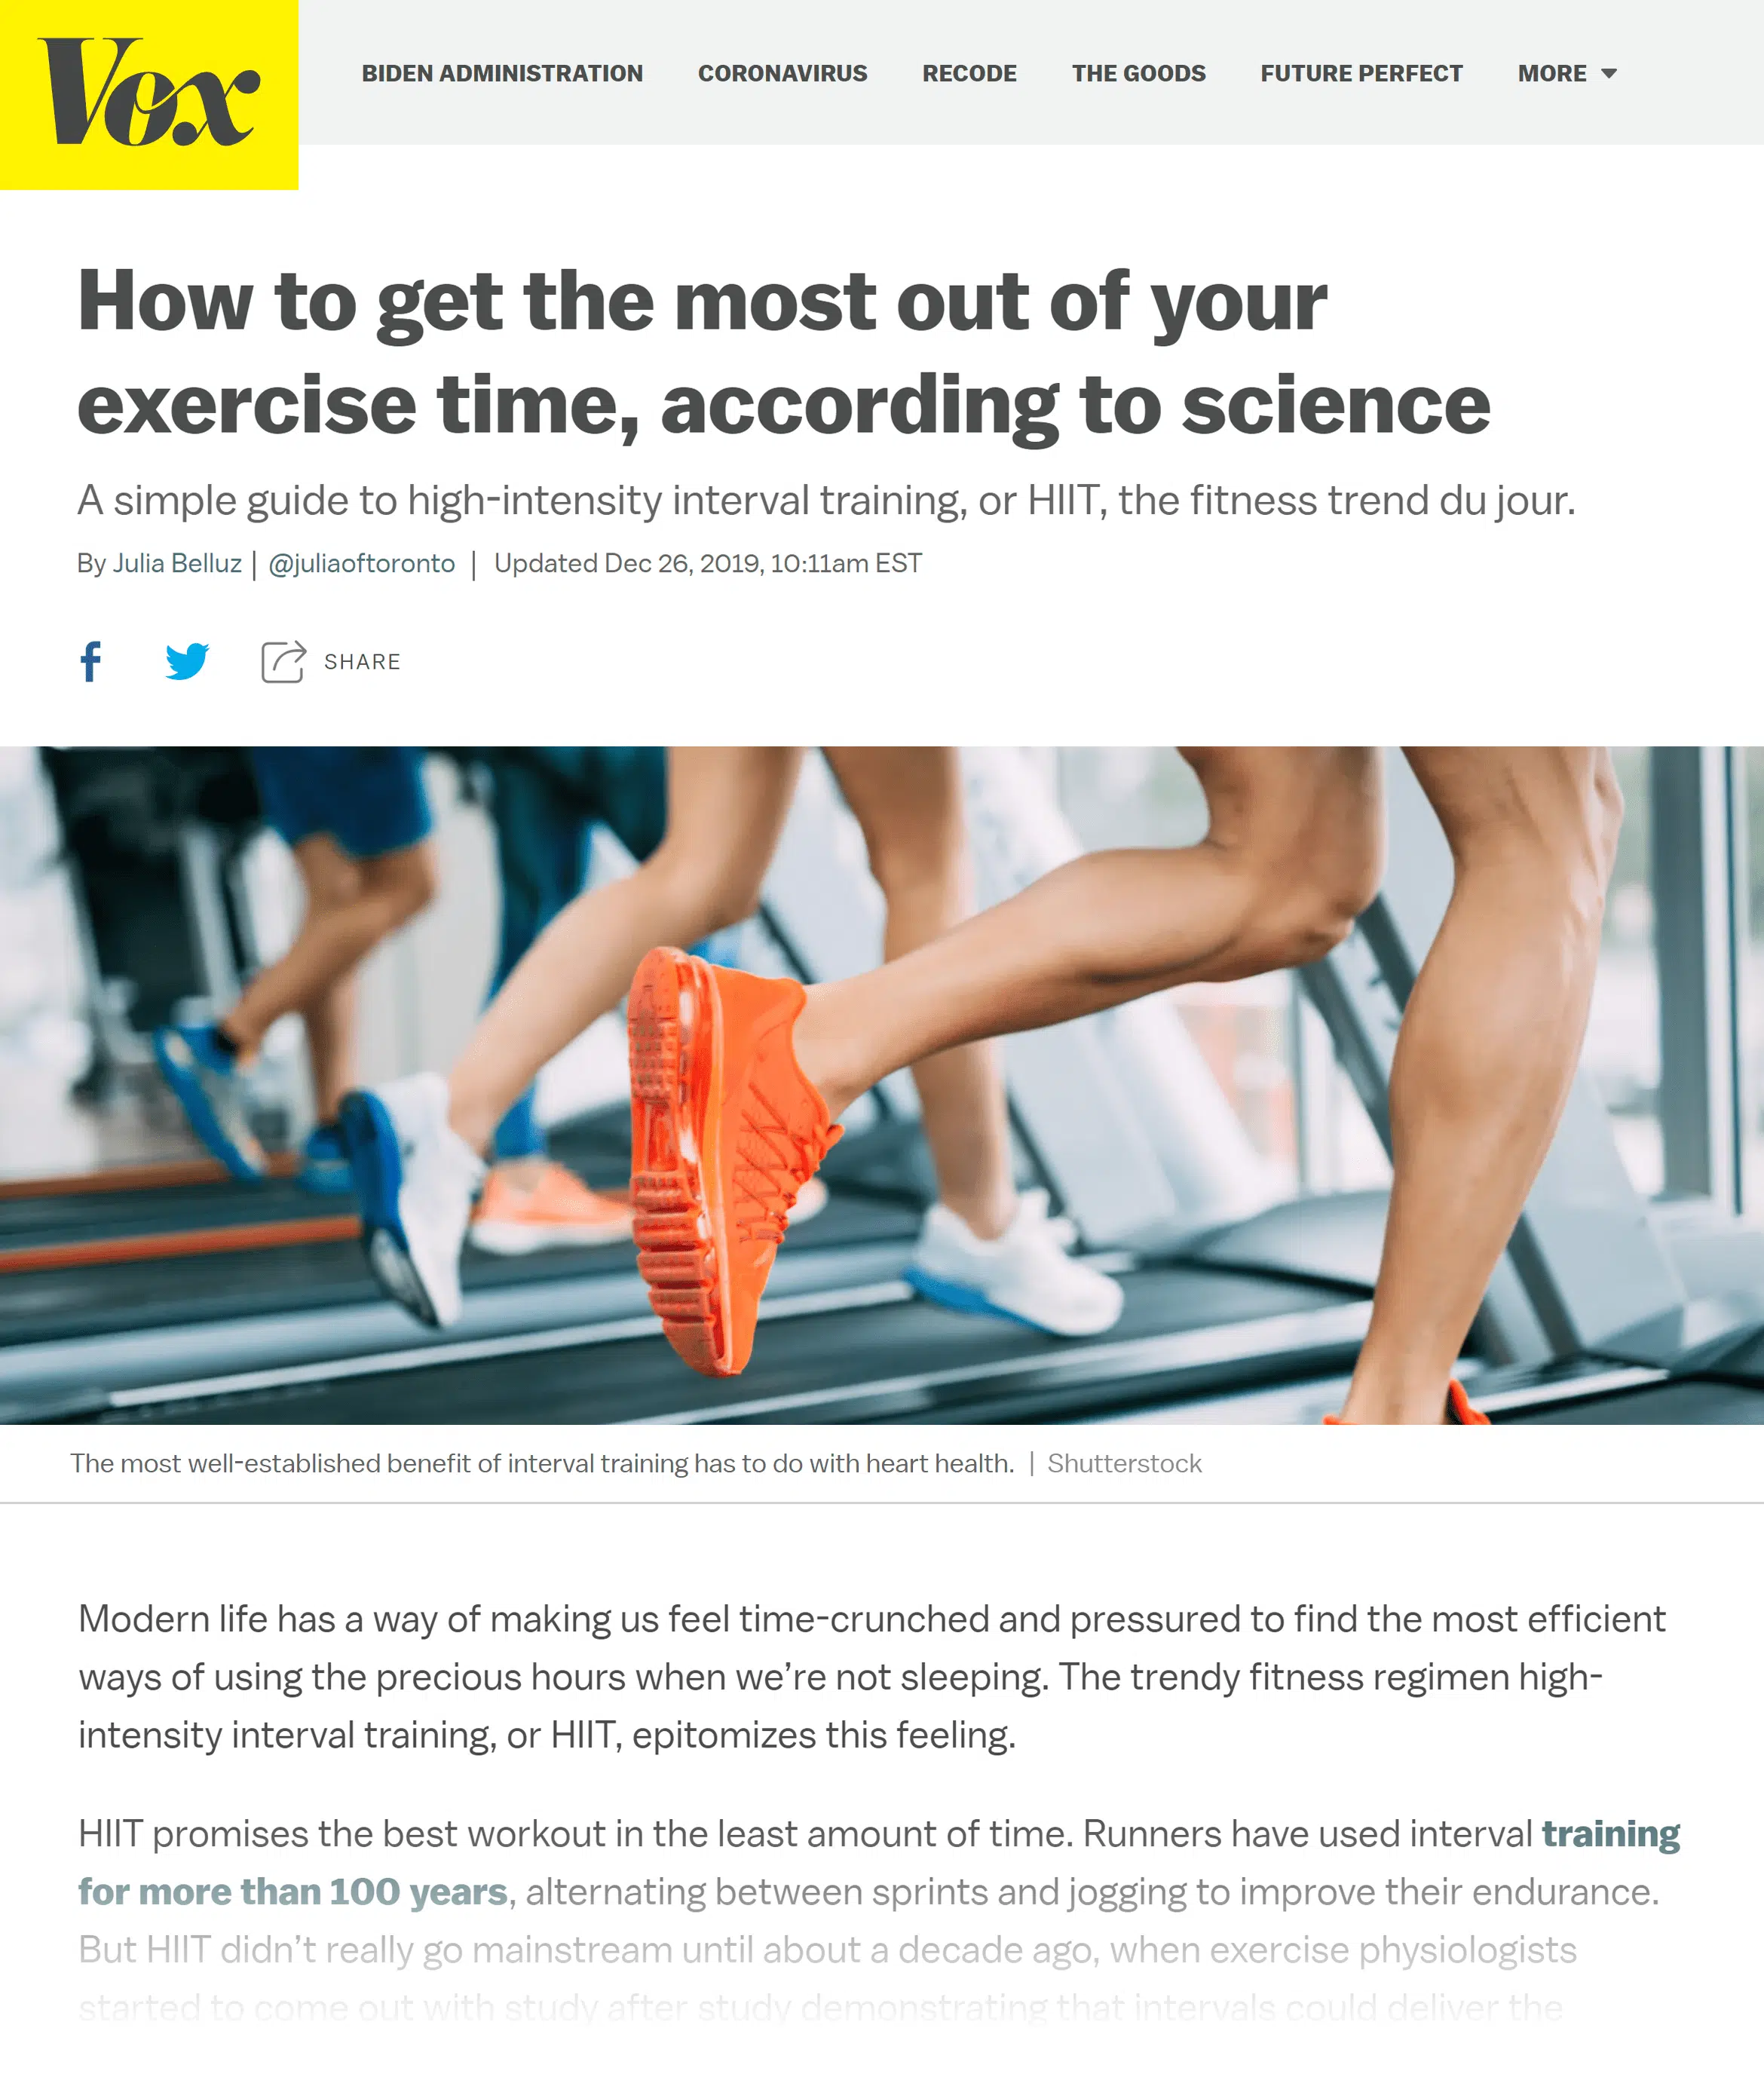 Vox
BIDEN ADMINISTRATION CORONAVIRUS RECODE THE GOODS FUTURE PERFECT MORE
How to get the most out of your
exercise time, according to science
A simple guide to high-intensity interval training, or HIIT, the fitness trend du jour.
By Julia Belluz | @juliaoftoronto | Updated Dec 26, 2019, 10:11am EST
SHARE
The most well-established benefit of interval training has to do with heart health. | Shutterstock
Modern life has a way of making us feel time-crunched and pressured to find the most efficient
ways of using the precious hours when we’re not sleeping. The trendy fitness regimen high-
intensity interval training, or HIIT, epitomizes this feeling.
HIIT promises the best workout in the least amount of time. Runners have used interval training
for more than 100 years, alternating between sprints and jogging to improve their endurance.
But HIIT didn’t really go mainstream until about a decade ago, when exercise physiologists
started to come out with study after study demonstrating that intervals could deliver the